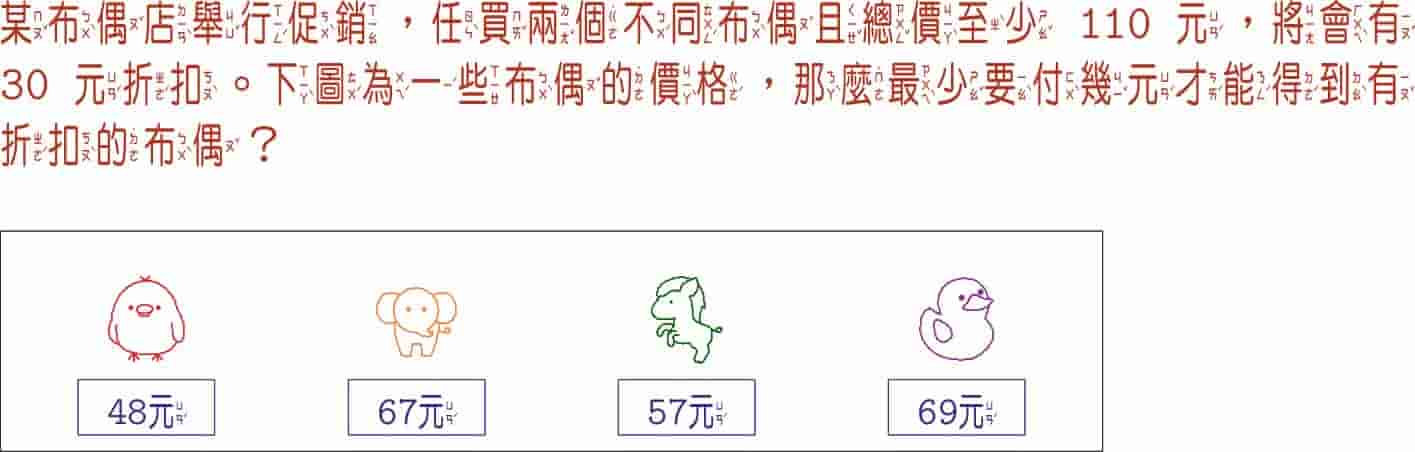 某布偶店舉行促銷，任買兩個不同布偶且總價至少 110 元，將會有
30 元折扣。下圖為一些布偶的價格，那麼最少要付幾元才能得到有
折扣的布偶？
48元 67元 57元 69元